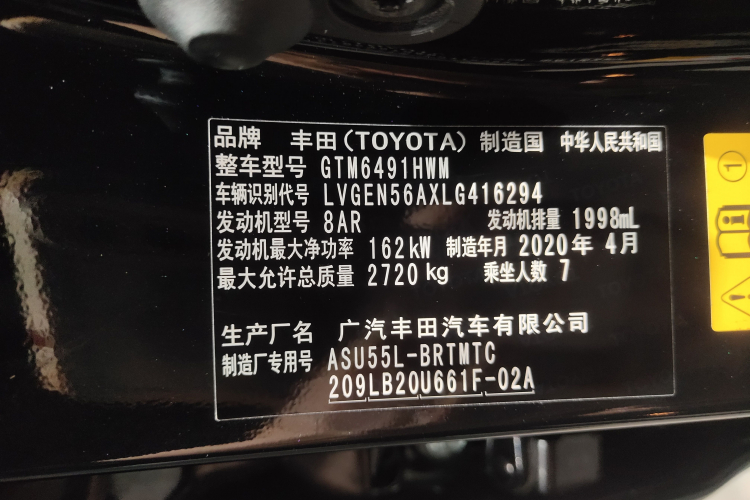 品牌 丰田(TOYOTA) 制造国 中华人民共和国
整车型号 GTM6491HWM
车辆识别代号 LVGEN56AXLG416294
发动机型号 8AR 发动机排量 1998mL
发动机最大净功率 162kW 制造年月 2020年 4月
最大允许总质量 2720kg 乘坐人数 7
生产厂名 广汽丰田汽车有限公司
制造厂专用号 ASU55L-BRTMTC
209LB20U661F-02A
①